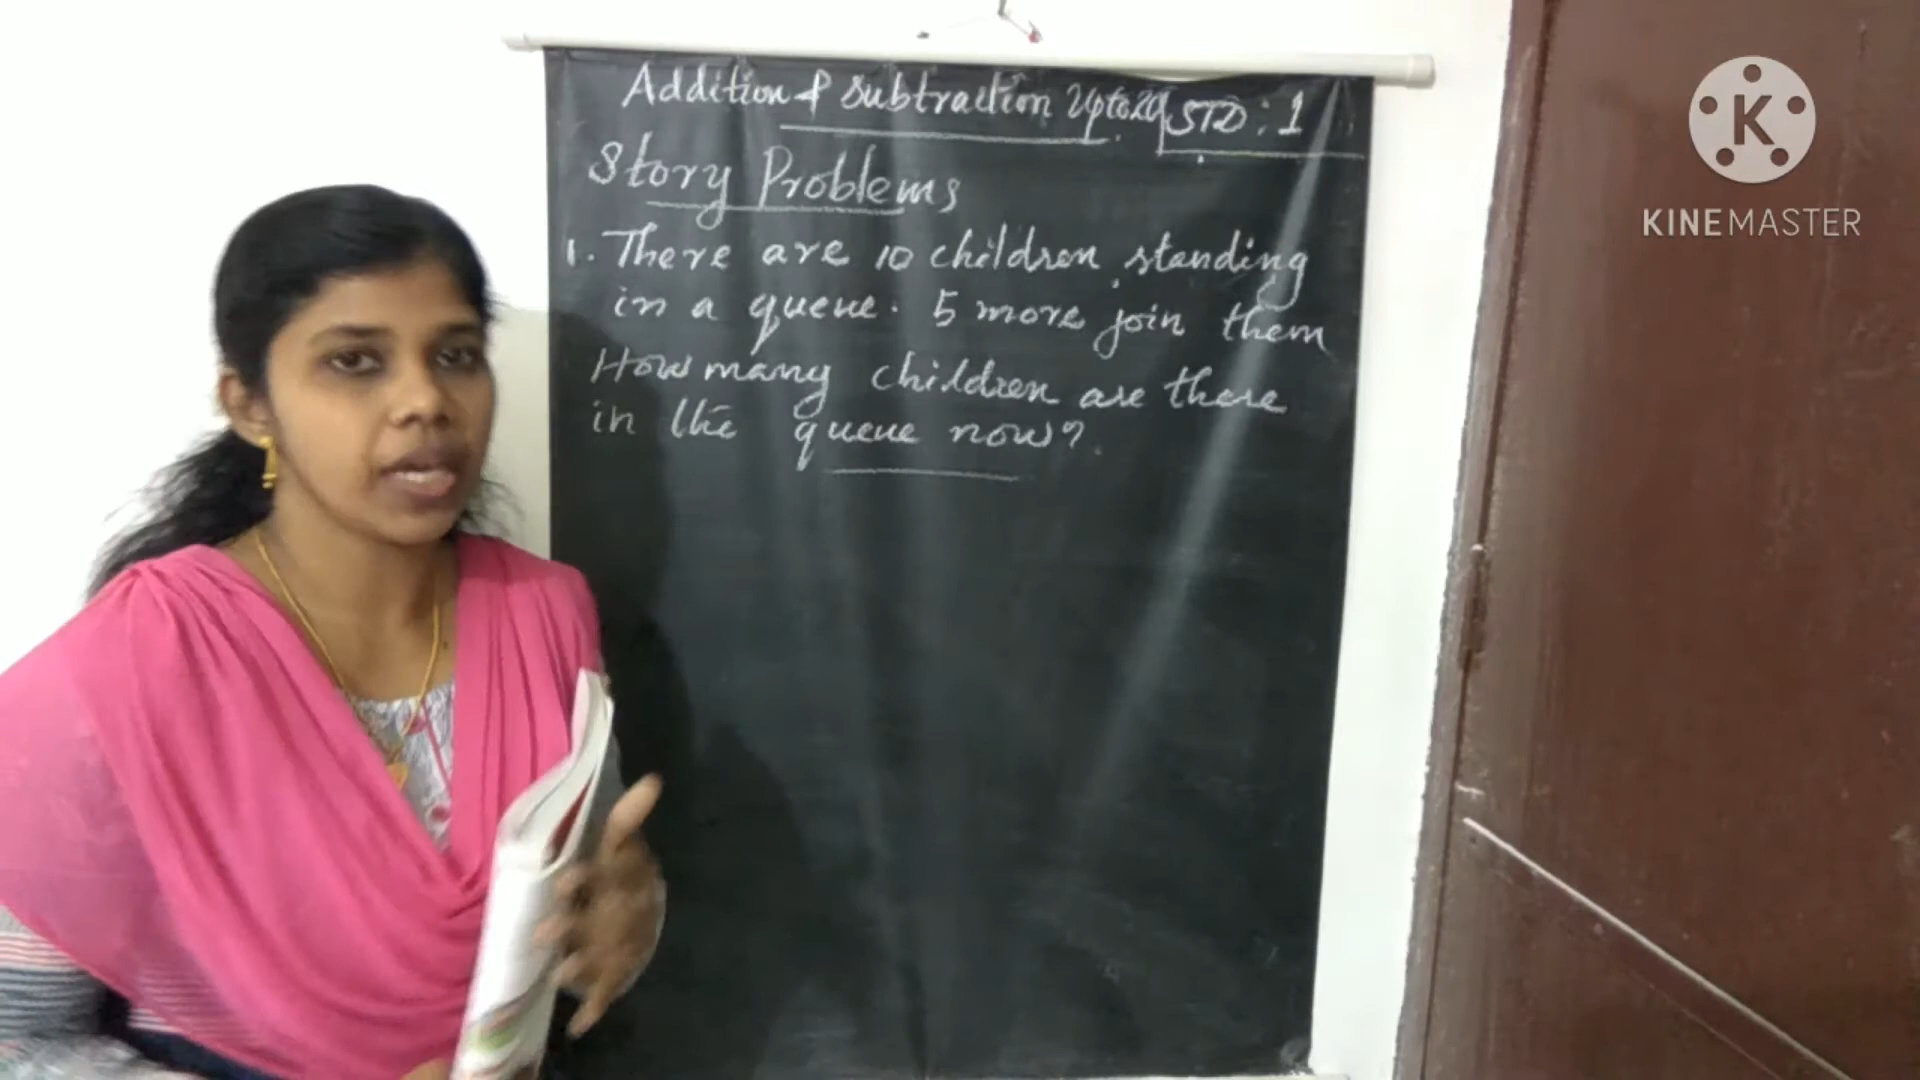 Addition & Subtraction Upto 20
STD : 1
Story Problems
1. There are 10 children standing
in a queue. 5 more join them
How many children are there
in the queue now?
K
KINEMASTER